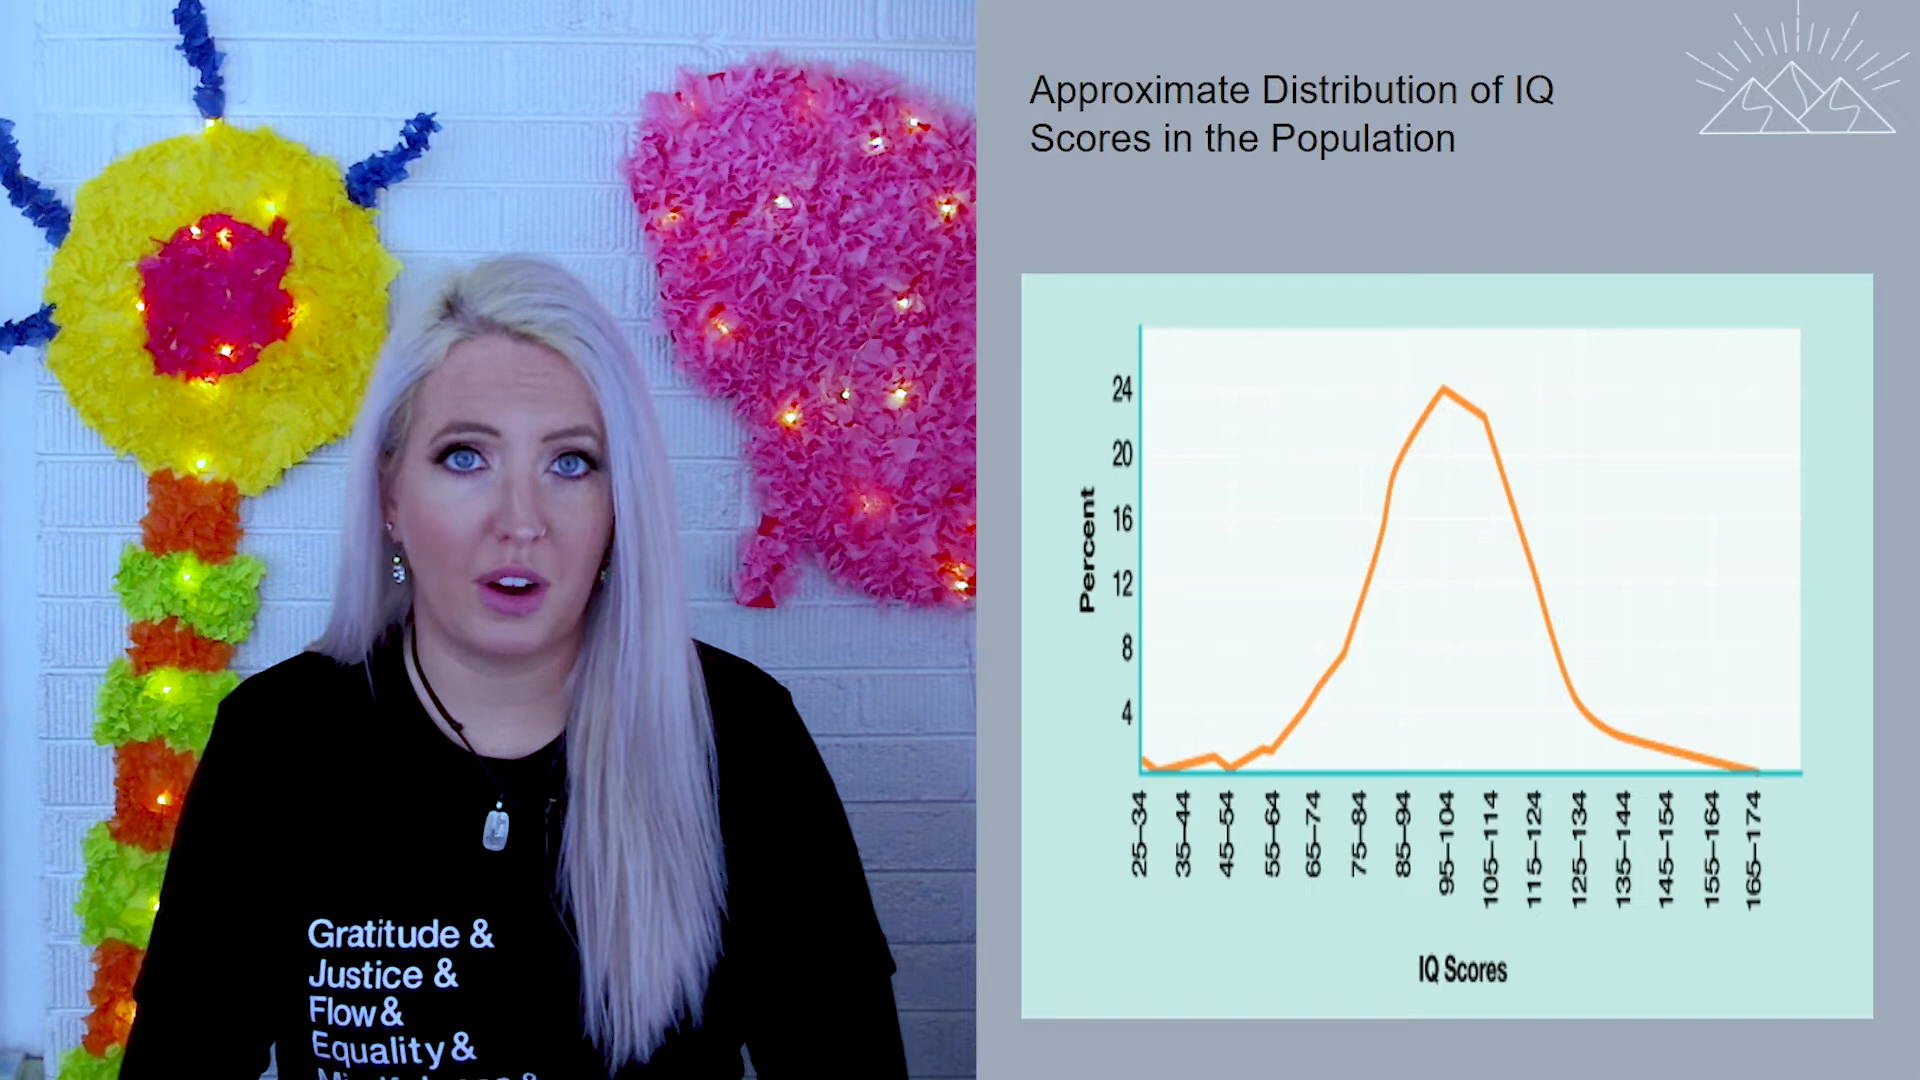 Approximate Distribution of IQ
Scores in the Population
24
20
16
12
8
4
Percent
25–34
35–44
45–54
55–64
65–74
75–84
85–94
95–104
105–114
115–124
125–134
135–144
145–154
155–164
165–174
IQ Scores
Gratitude &
Justice &
Flow &
Equality &